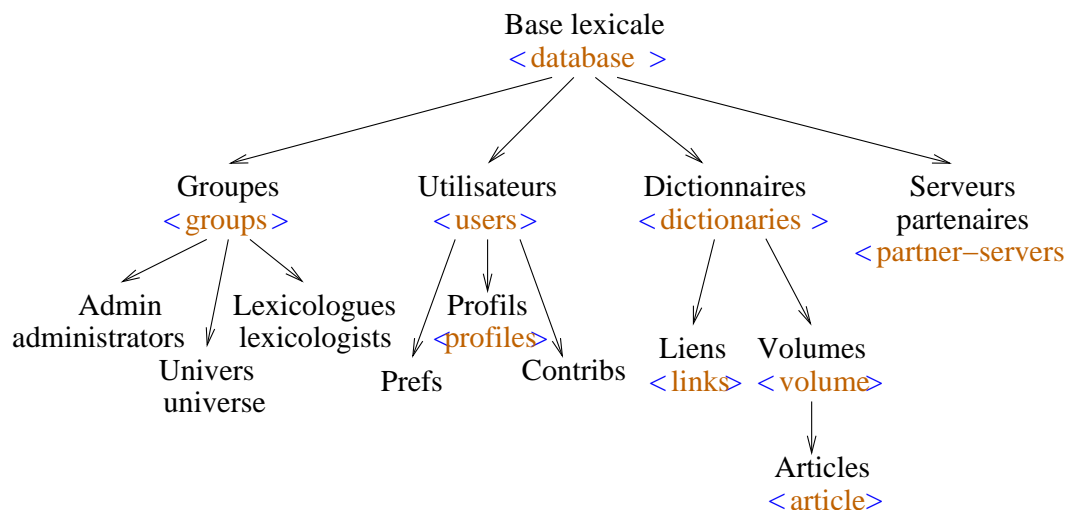 Base lexicale
< database >
Groupes
< groups >
Utilisateurs
< users >
Dictionnaires
< dictionaries >
Serveurs
partenaires
< partner−servers
Admin
administrators
Lexicologues
lexicologists
Univers
universe
Profils
<profiles>
Prefs
Contribs
Liens
< links>
Volumes
< volume>
Articles
< article>